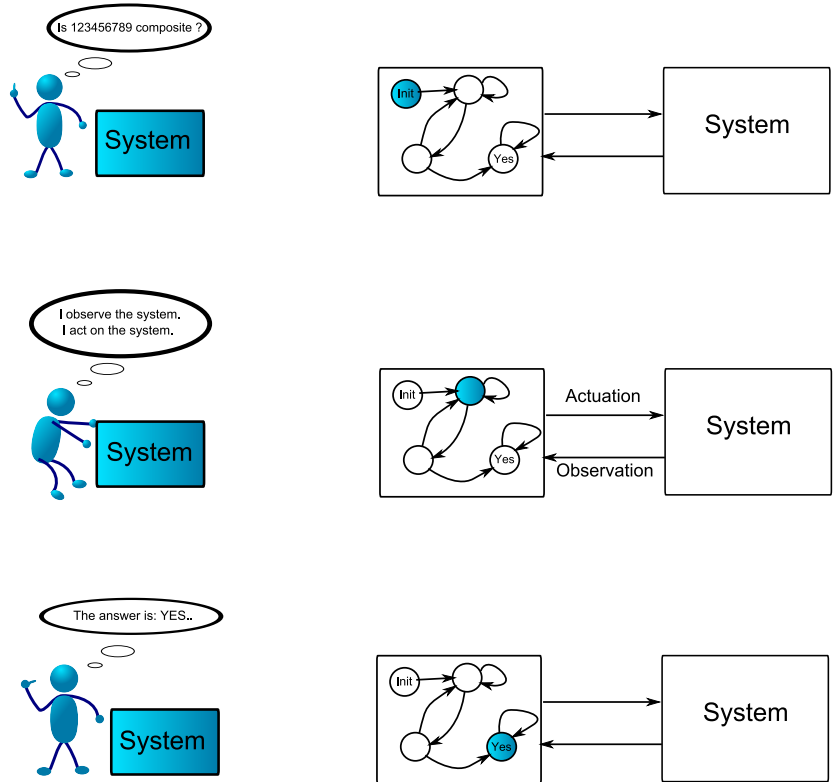 Is 123456789 composite ?
System
Init
Yes
System
I observe the system.
I act on the system.
System
Init
Yes
Actuation
Observation
System
The answer is: YES..
System
Init
Yes
System